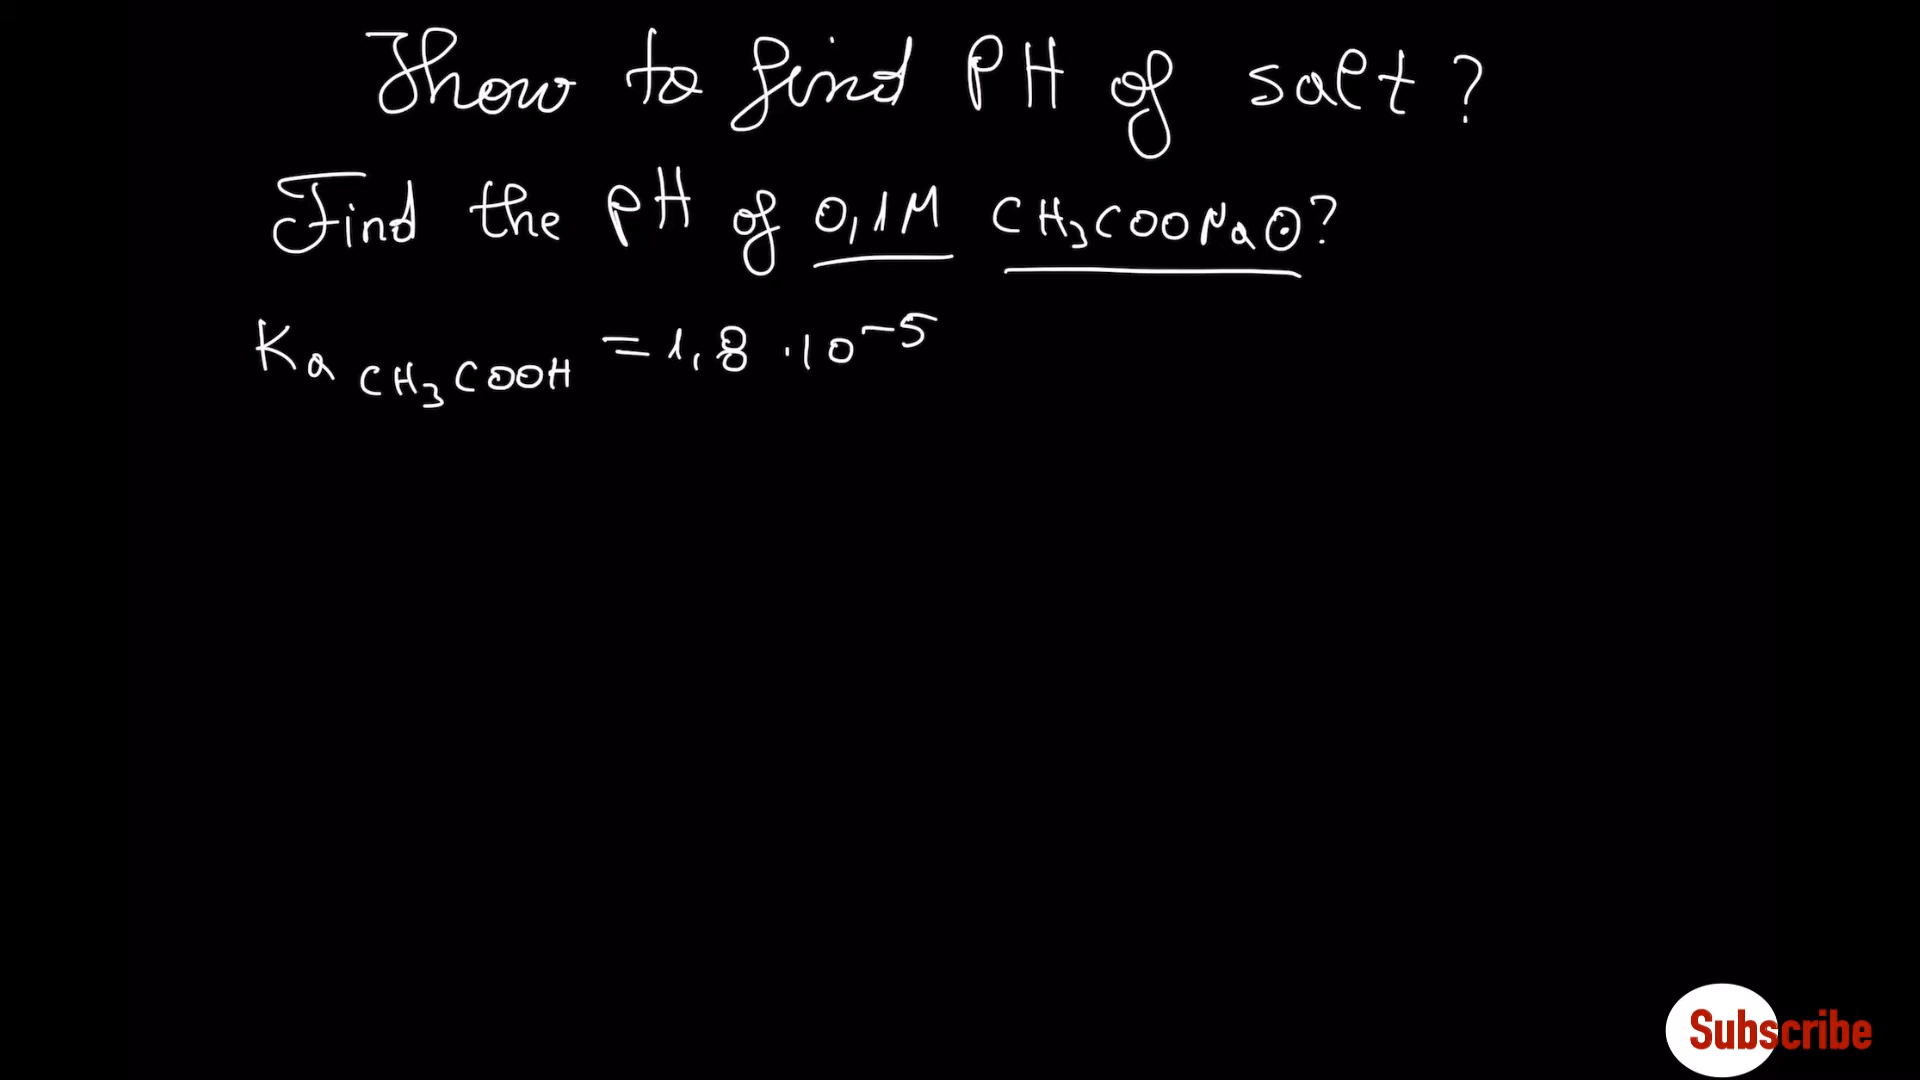 How to find PH of salt?
Find the pH of 0,1M CH₃COONa⊙?
Ka CH₃COOH = 1,8 · 10⁻⁵
Subscribe